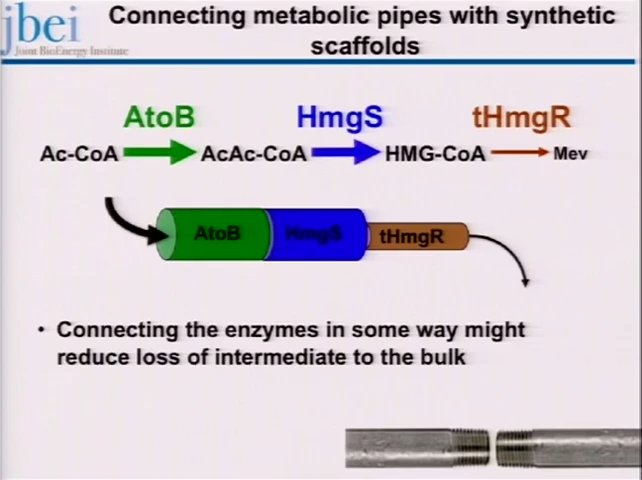 jbei
Joint BioEnergy Institute
Connecting metabolic pipes with synthetic
scaffolds
AtoB HmgS tHmgR
Ac-CoA AcAc-CoA HMG-CoA Mev
AtoB HmgS tHmgR
• Connecting the enzymes in some way might
reduce loss of intermediate to the bulk